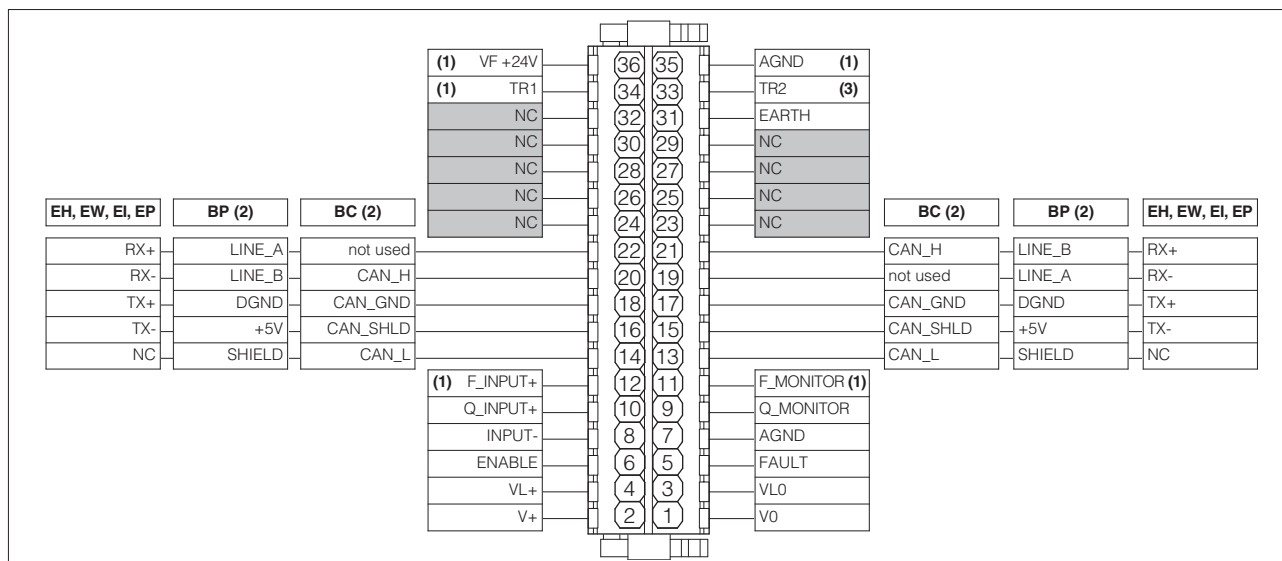 (1) VF +24V 36 35 AGND (1)
(1) TR1 34 33 TR2 (3)
NC 32 31 EARTH
NC 30 29 NC
NC 28 27 NC
NC 26 25 NC
NC 24 23 NC
EH, EW, EI, EP BP (2) BC (2) BC (2) BP (2) EH, EW, EI, EP
RX+ LINE_A not used 22 21 CAN_H LINE_B RX+
RX- LINE_B CAN_H 20 19 not used LINE_A RX-
TX+ DGND CAN_GND 18 17 CAN_GND DGND TX+
TX- +5V CAN_SHLD 16 15 CAN_SHLD +5V TX-
NC SHIELD CAN_L 14 13 CAN_L SHIELD NC
(1) F_INPUT+ 12 11 F_MONITOR (1)
Q_INPUT+ 10 9 Q_MONITOR
INPUT- 8 7 AGND
ENABLE 6 5 FAULT
VL+ 4 3 VL0
V+ 2 1 V0